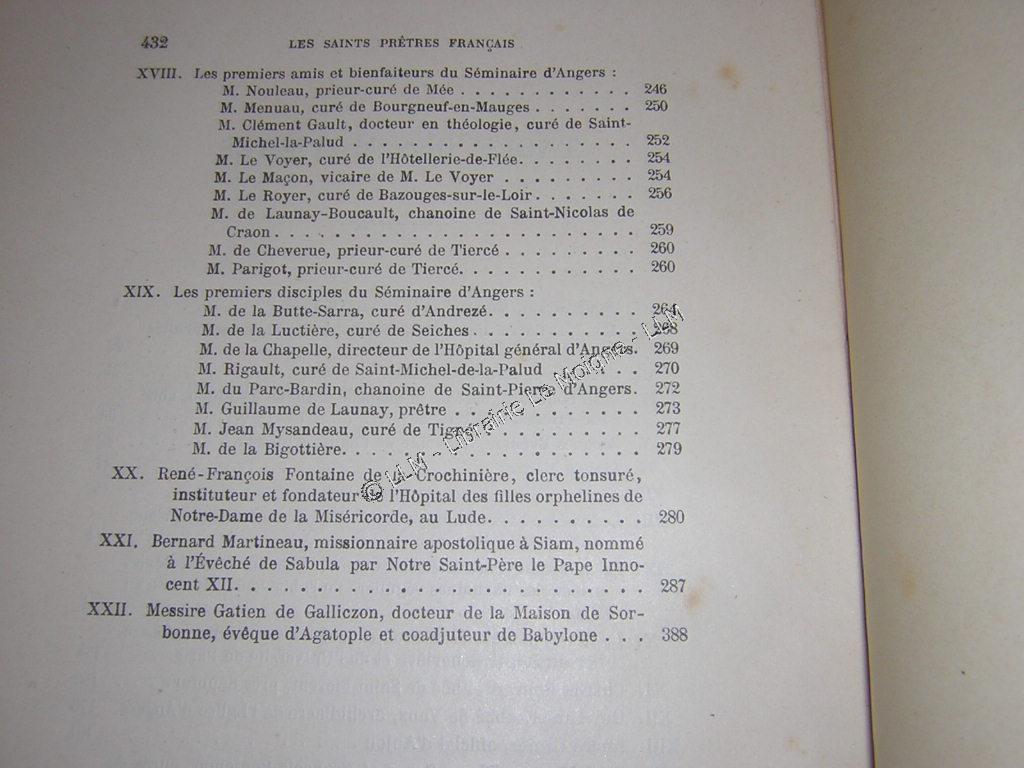 432 LES SAINTS PRÊTRES FRANÇAIS
XVIII. Les premiers amis et bienfaiteurs du Séminaire d'Angers :
M. Nouleau, prieur-curé de Mée . . . . . . . . . . . . 246
M. Menuau, curé de Bourgneuf-en-Mauges . . . . . . . 250
M. Clément Gault, docteur en théologie, curé de Saint-
Michel-la-Palud . . . . . . . . . . . . . . . . . . 252
M. Le Voyer, curé de l'Hôtellerie-de-Flée. . . . . . . . 254
M. Le Maçon, vicaire de M. Le Voyer . . . . . . . . . 254
M. Le Royer, curé de Bazouges-sur-le-Loir . . . . . . . 256
M. de Launay-Boucault, chanoine de Saint-Nicolas de
Craon . . . . . . . . . . . . . . . . . . . . . . . 259
M. de Cheverue, prieur-curé de Tiercé . . . . . . . . . 260
M. Parigot, prieur-curé de Tiercé. . . . . . . . . . . . 260
XIX. Les premiers disciples du Séminaire d'Angers :
M. de la Butte-Sarra, curé d'Andrezé. . . . . . . . . . 264
M. de la Luctière, curé de Seiches . . . . . . . . . . . 268
M. de la Chapelle, directeur de l'Hôpital général d'Angers. 269
M. Rigault, curé de Saint-Michel-de-la-Palud . . . . . . 270
M. du Parc-Bardin, chanoine de Saint-Pierre d'Angers. 272
M. Guillaume de Launay, prêtre . . . . . . . . . . . . 273
M. Jean Mysandeau, curé de . . . . . . . . . . 277
M. de la Bigottière. . . . . . . . . . . . . . . . . . . 279
XX. René-François Fontaine de la Crochinière, clerc tonsuré,
instituteur et fondateur de l'Hôpital des filles orphelines de
Notre-Dame de la Miséricorde, au Lude. . . . . . . . . . 280
XXI. Bernard Martineau, missionnaire apostolique à Siam, nommé
à l'Évêché de Sabula par Notre Saint-Père le Pape Inno-
cent XII. . . . . . . . . . . . . . . . . . . . . . . . . 287
XXII. Messire Gatien de Galliczon, docteur de la Maison de Sor-
bonne, évêque d'Agatople et coadjuteur de Babylone . . . 388
© LLM - Librairie Le Moigne - LLM